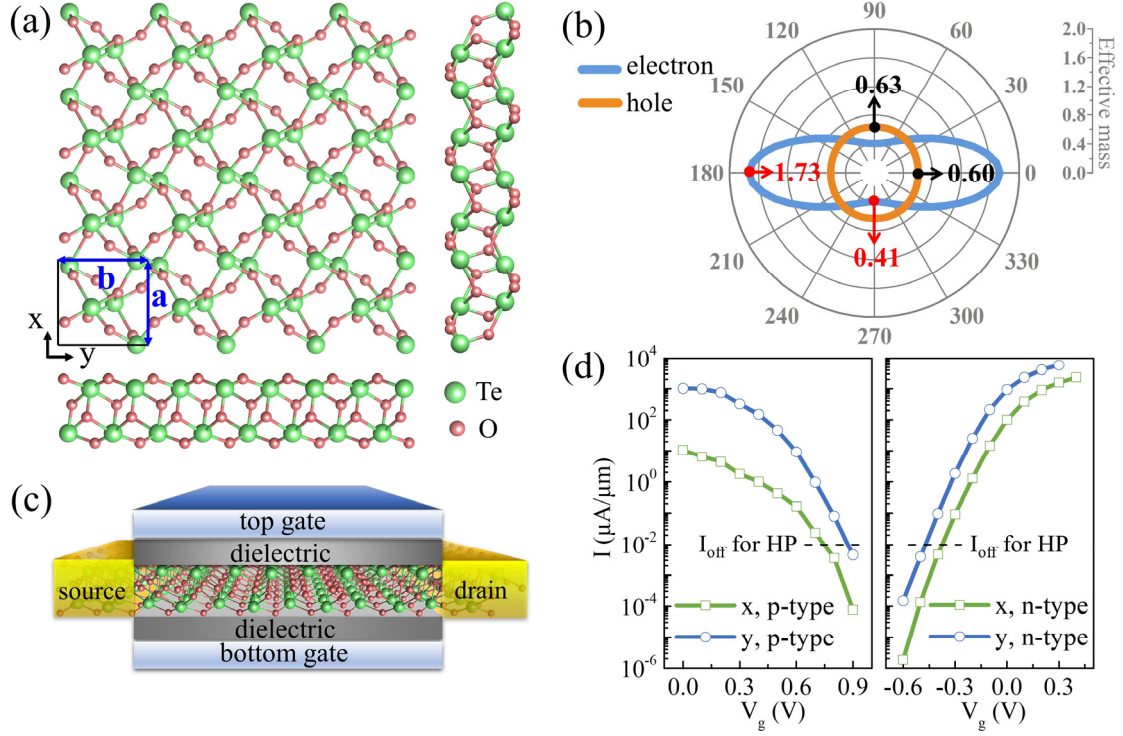 (a)
b
a
x
y
Te
O
(b)
electron
hole
90
120
60
150
30
180
0
210
330
240
300
270
0.63
1.73
0.60
0.41
2.0
1.6
1.2
0.8
0.4
0.0
Effective mass
(c)
top gate
dielectric
source
drain
dielectric
bottom gate
(d)
I (μA/μm)
10^4
10^2
10^0
10^-2
10^-4
10^-6
I_off for HP
x, p-type
y, p-typc
0.0 0.3 0.6 0.9
V_g (V)
I_off for HP
x, n-type
y, n-type
-0.6 -0.3 0.0 0.3
V_g (V)